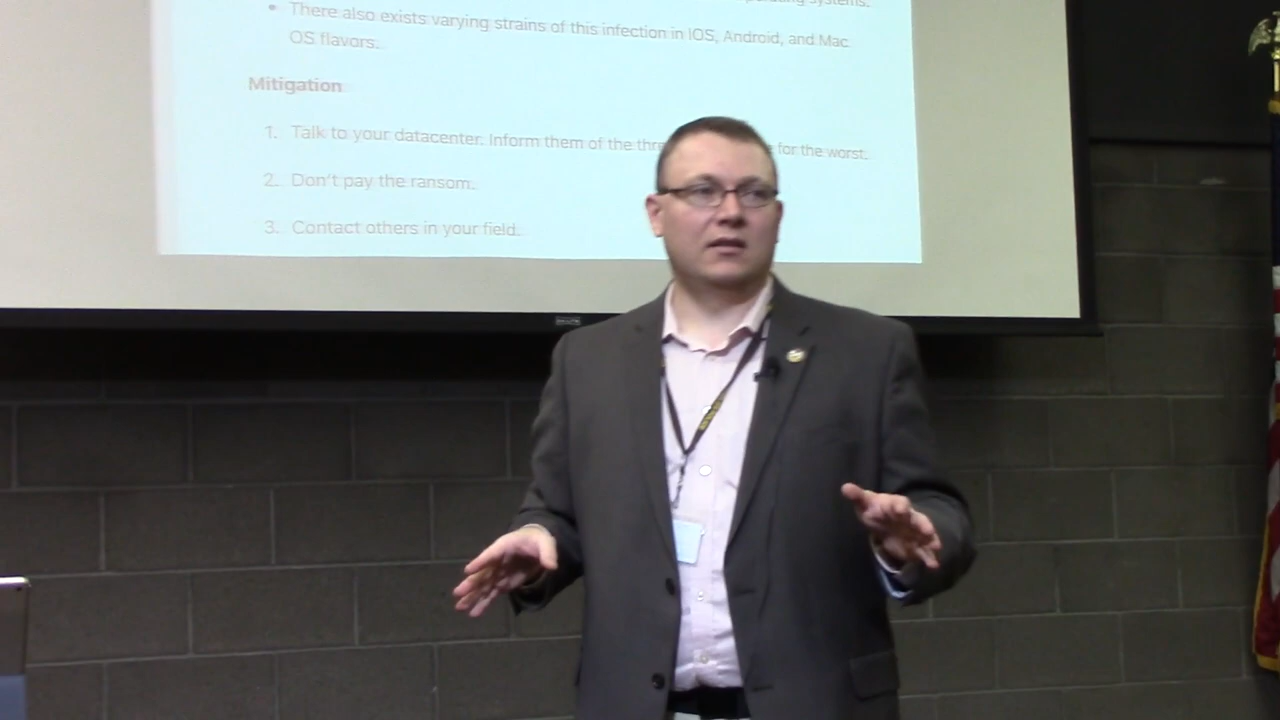 operating systems.
• There also exists varying strains of this infection in IOS, Android, and Mac
OS flavors.
Mitigation
1. Talk to your datacenter. Inform them of the for the worst.
2. Don't pay the ransom.
3. Contact others in your field.